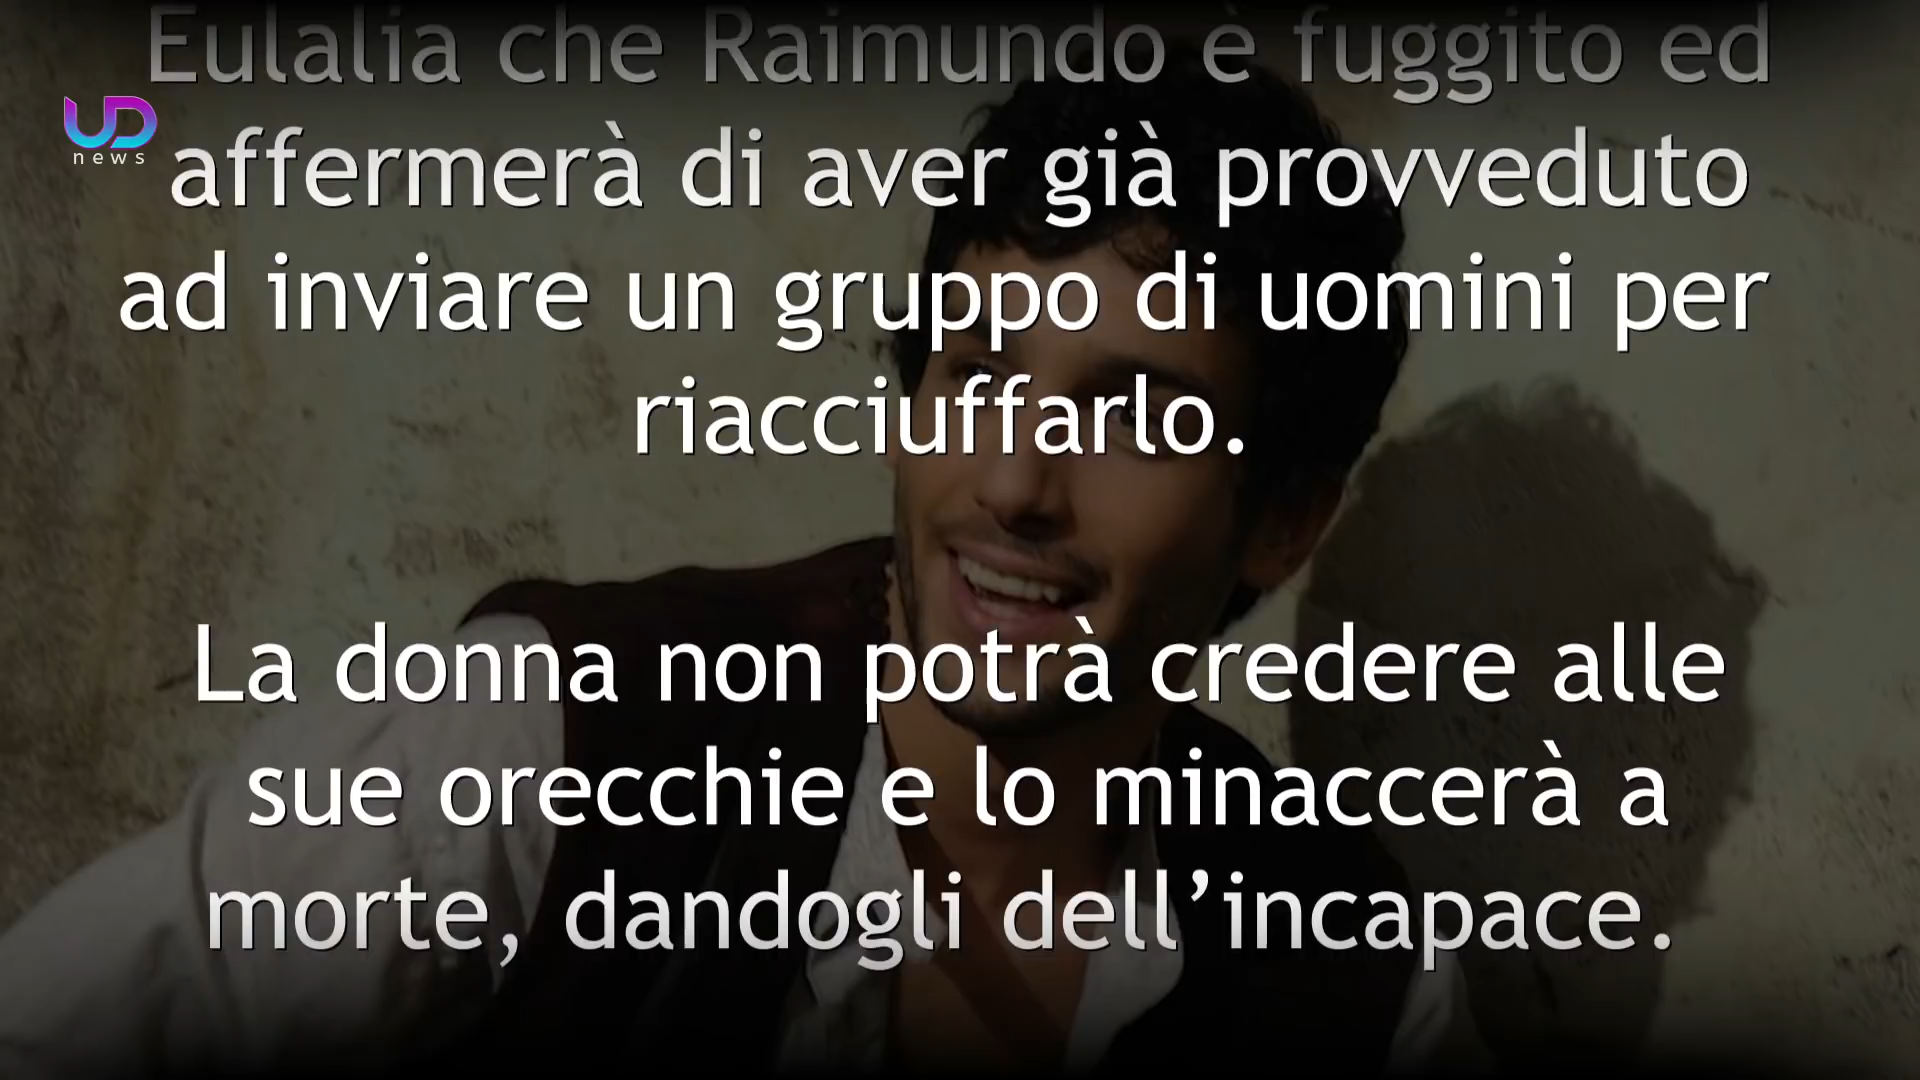 Eulalia che Raimundo è fuggito ed
UD
news
affermerà di aver già provveduto
ad inviare un gruppo di uomini per
riacciuffarlo.
La donna non potrà credere alle
sue orecchie e lo minaccerà a
morte, dandogli dell’incapace.